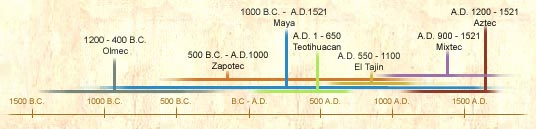 1000 B.C. - A.D.1521
Maya
A.D. 1200 - 1521
Aztec
1200 - 400 B.C.
Olmec
A.D. 1 - 650
Teotihuacan
A.D. 900 - 1521
Mixtec
500 B.C. - A.D.1000
Zapotec
A.D. 550 - 1100
El Tajin
1500 B.C. 1000 B.C. 500 B.C. B.C - A.D. 500 A.D. 1000 A.D. 1500 A.D.